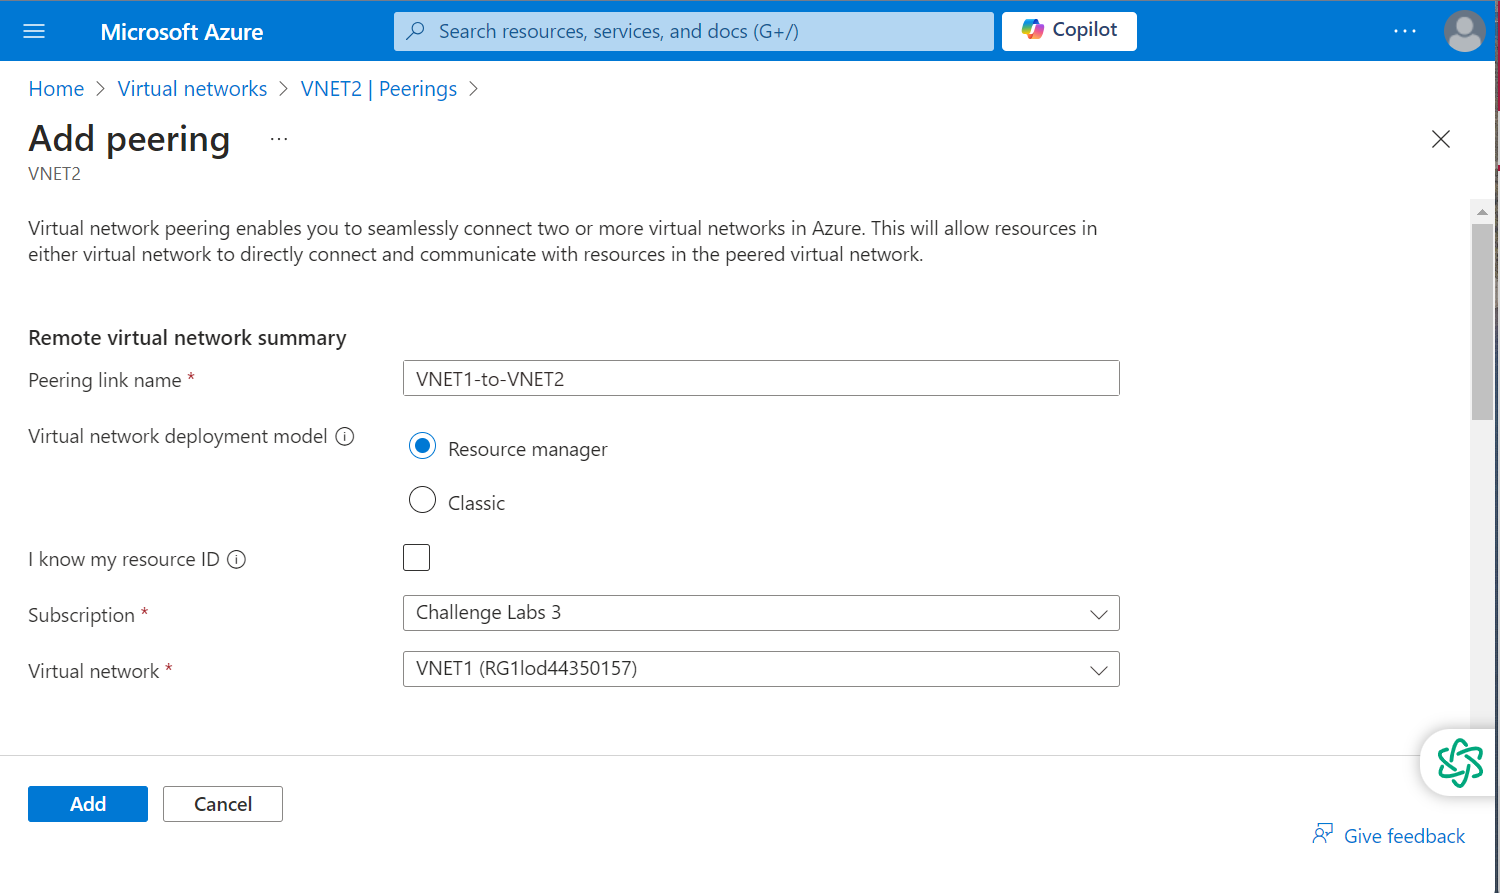 Microsoft Azure
Search resources, services, and docs (G+/)
Copilot
Home > Virtual networks > VNET2 | Peerings >
Add peering ...
VNET2
Virtual network peering enables you to seamlessly connect two or more virtual networks in Azure. This will allow resources in
either virtual network to directly connect and communicate with resources in the peered virtual network.
Remote virtual network summary
Peering link name *
VNET1-to-VNET2
Virtual network deployment model
Resource manager
Classic
I know my resource ID
Subscription *
Challenge Labs 3
Virtual network *
VNET1 (RG1lod44350157)
Add
Cancel
Give feedback